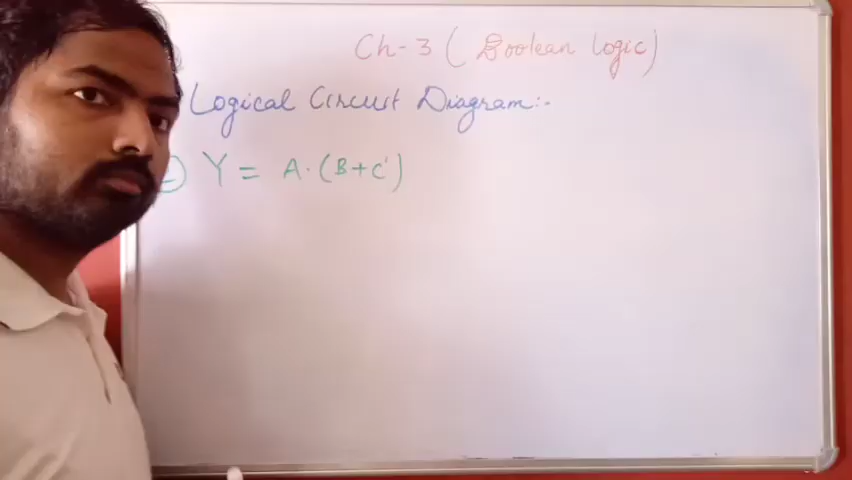 Ch-3 (Boolean logic)
Logical Circuit Diagram:-
Y = A.(B+C')